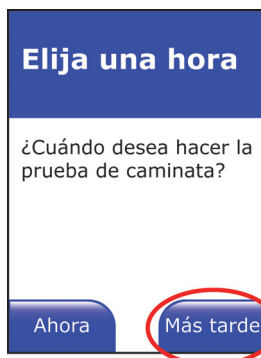 Elija una hora
¿Cuándo desea hacer la
prueba de caminata?
Ahora
Más tarde